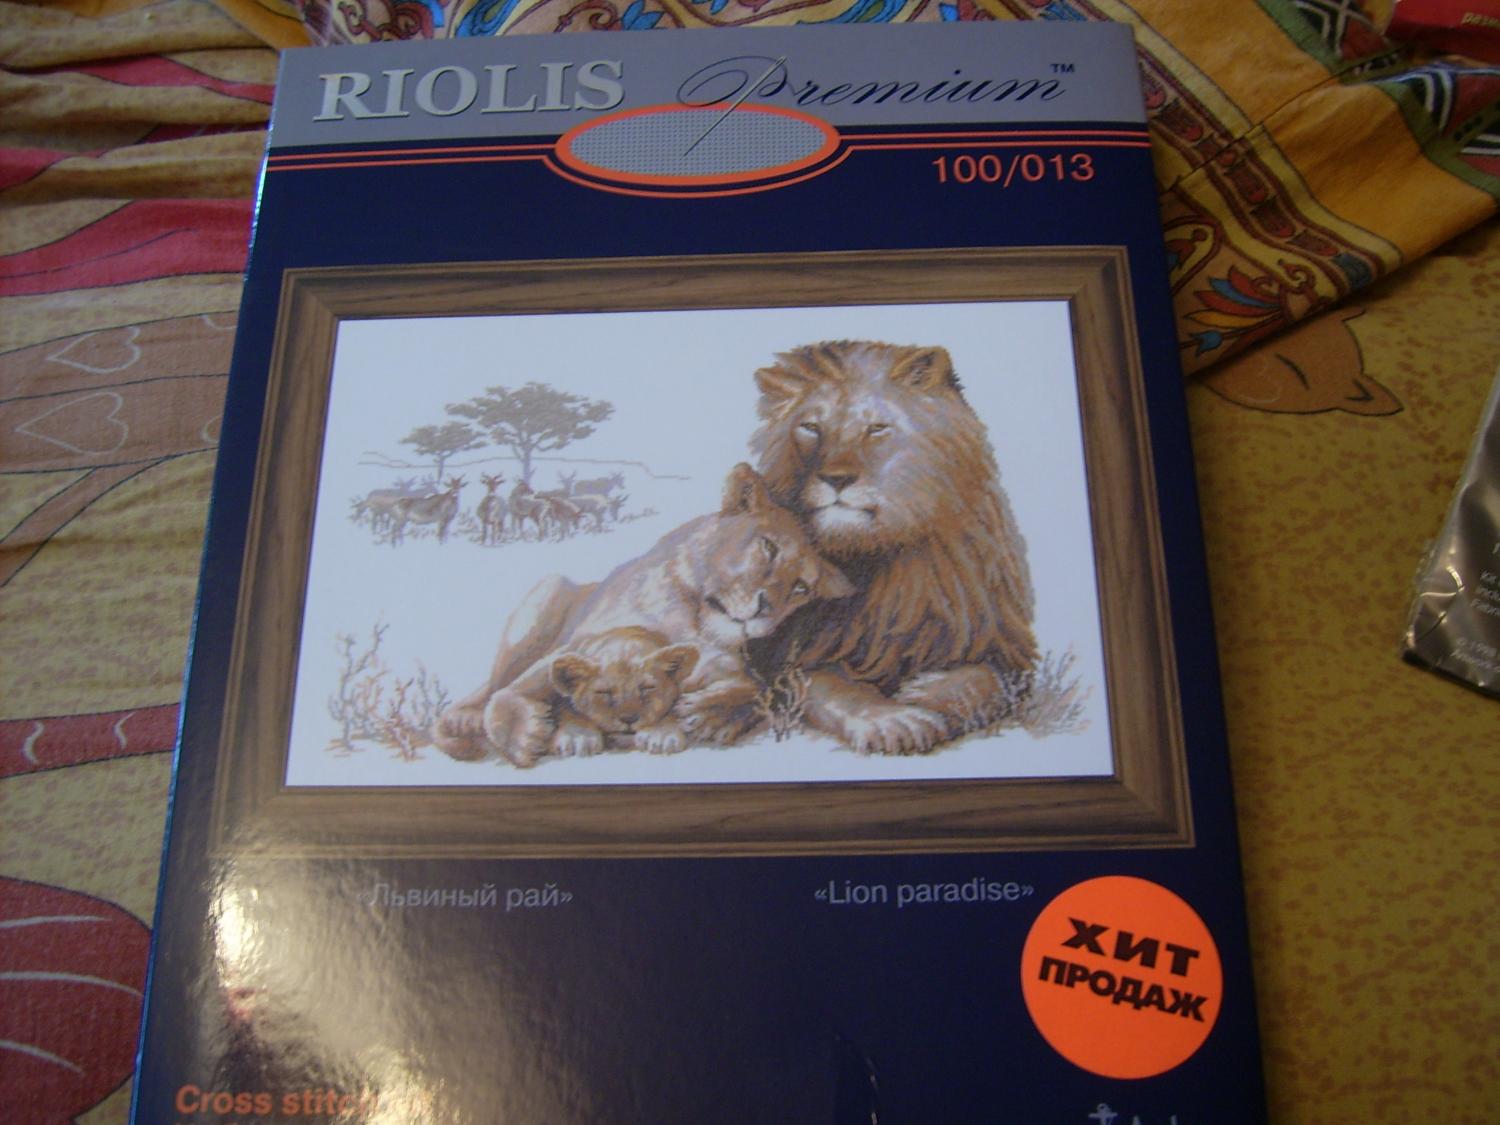 RIOLIS Premium™
100/013
«Львиный рай»
«Lion paradise»
ХИТ
ПРОДАЖ
Cross stitch